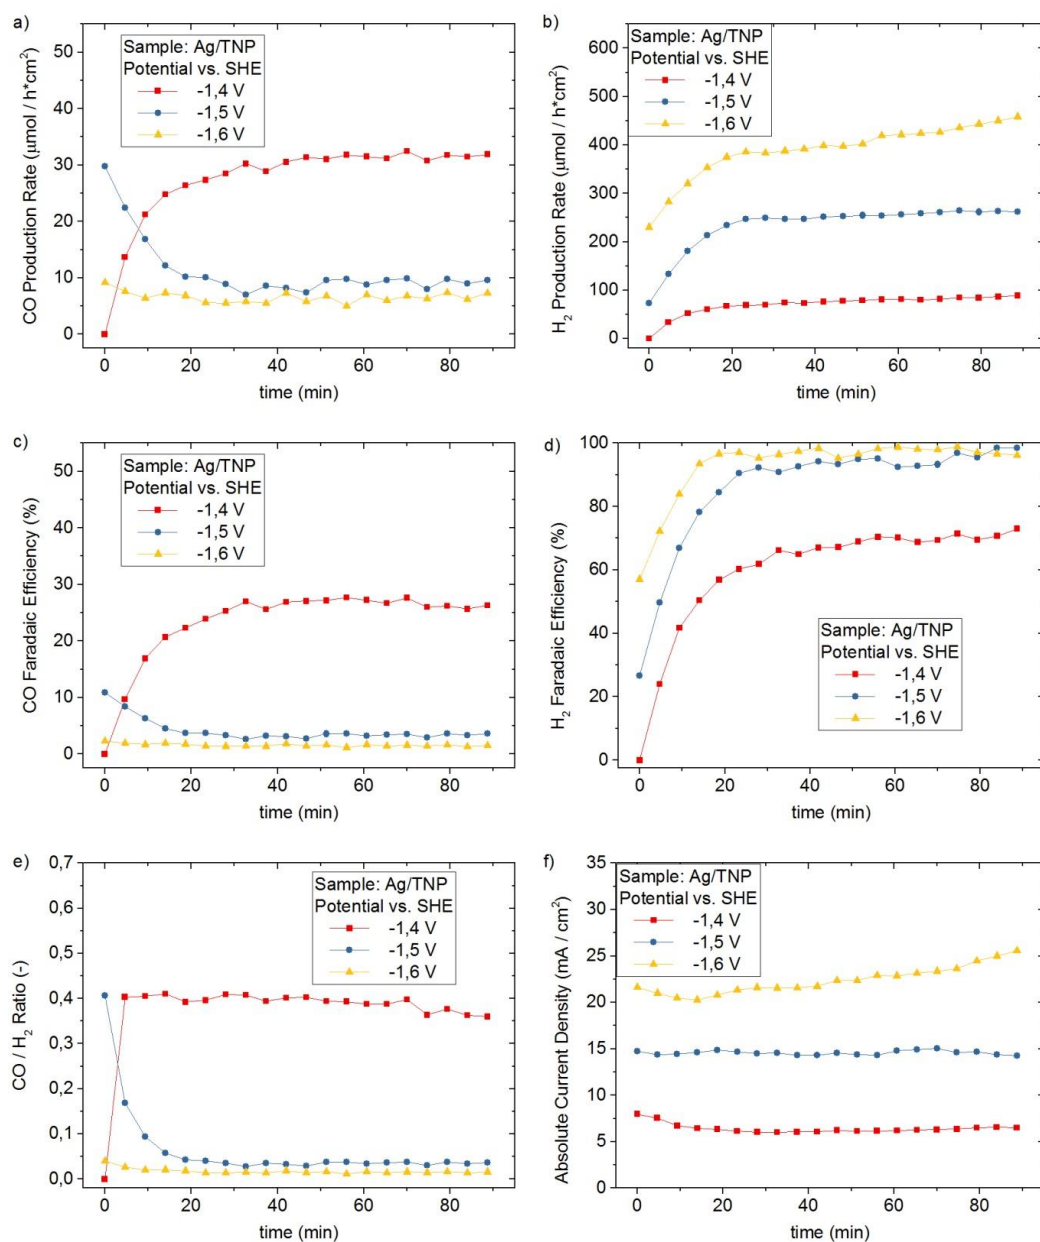 a)
CO Production Rate (µmol / h*cm²)
50
40
30
20
10
0
Sample: Ag/TNP
Potential vs. SHE
-1,4 V
-1,5 V
-1,6 V
0 20 40 60 80
time (min)
b)
H₂ Production Rate (µmol / h*cm²)
600
500
400
300
200
100
0
Sample: Ag/TNP
Potential vs. SHE
-1,4 V
-1,5 V
-1,6 V
0 20 40 60 80
time (min)
c)
CO Faradaic Efficiency (%)
50
40
30
20
10
0
Sample: Ag/TNP
Potential vs. SHE
-1,4 V
-1,5 V
-1,6 V
0 20 40 60 80
time (min)
d)
H₂ Faradaic Efficiency (%)
100
80
60
40
20
0
Sample: Ag/TNP
Potential vs. SHE
-1,4 V
-1,5 V
-1,6 V
0 20 40 60 80
time (min)
e)
CO / H₂ Ratio (-)
0,7
0,6
0,5
0,4
0,3
0,2
0,1
0,0
Sample: Ag/TNP
Potential vs. SHE
-1,4 V
-1,5 V
-1,6 V
0 20 40 60 80
time (min)
f)
Absolute Current Density (mA / cm²)
35
30
25
20
15
10
5
0
Sample: Ag/TNP
Potential vs. SHE
-1,4 V
-1,5 V
-1,6 V
0 20 40 60 80
time (min)